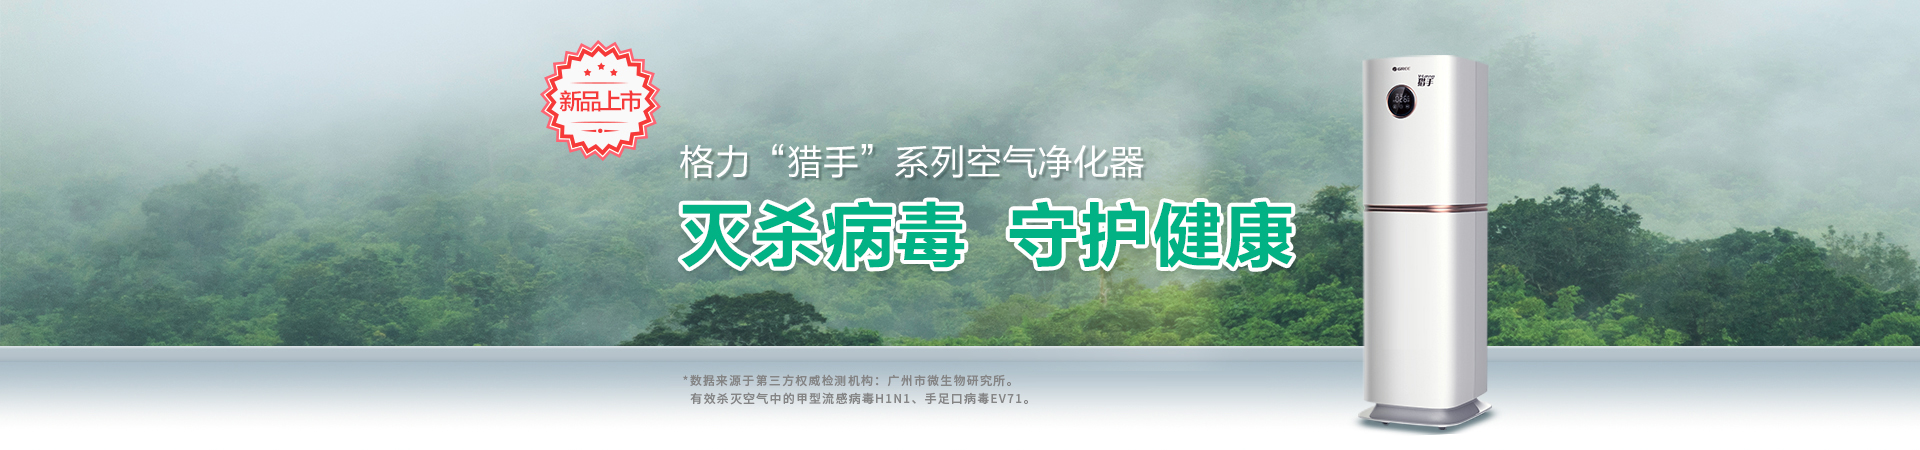 新品上市
格力“猎手”系列空气净化器
灭杀病毒 守护健康
GREE
猎手
*数据来源于第三方权威检测机构：广州市微生物研究所。
有效杀灭空气中的甲型流感病毒H1N1、手足口病毒EV71。